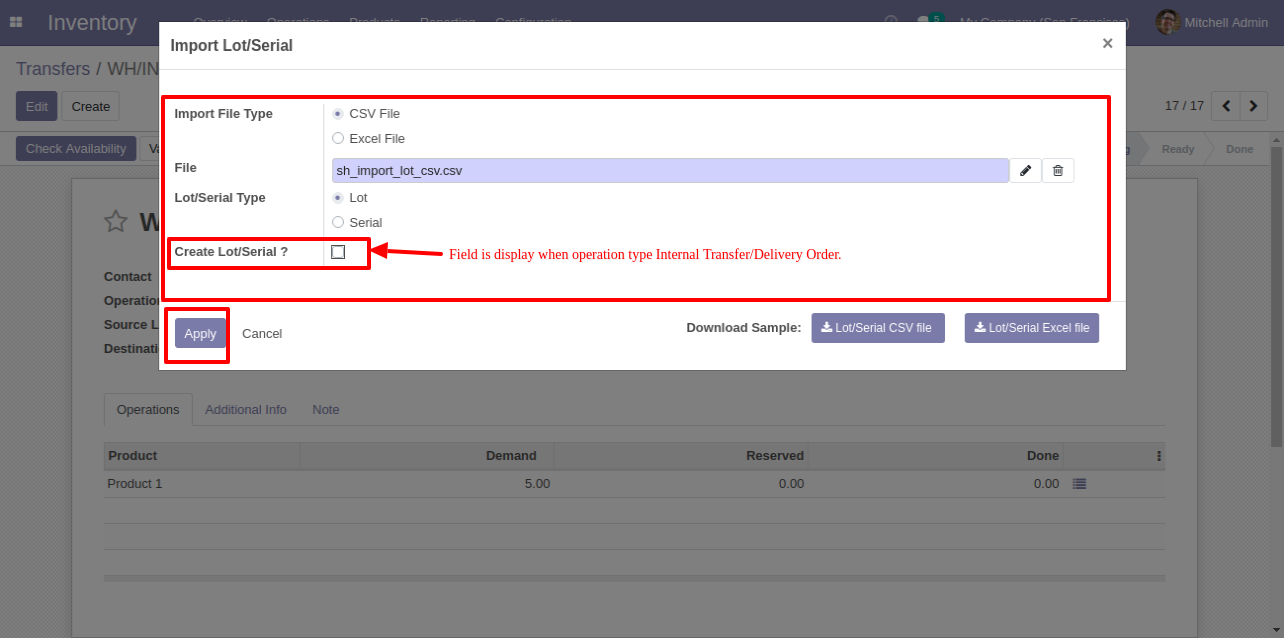 Inventory
Overview Operations Products Reporting Configuration
5
My Company (San Francisco)
Mitchell Admin
Import Lot/Serial
×
Transfers / WH/IN
Edit
Create
17 / 17
Check Availability
Ready
Done
Import File Type
CSV File
Excel File
File
sh_import_lot_csv.csv
Lot/Serial Type
Lot
Serial
Create Lot/Serial ?
Field is display when operation type Internal Transfer/Delivery Order.
Apply
Cancel
Download Sample:
Lot/Serial CSV file
Lot/Serial Excel file
Contact
Operations Additional Info Note
Product Demand Reserved Done
Product 1 5.00 0.00 0.00